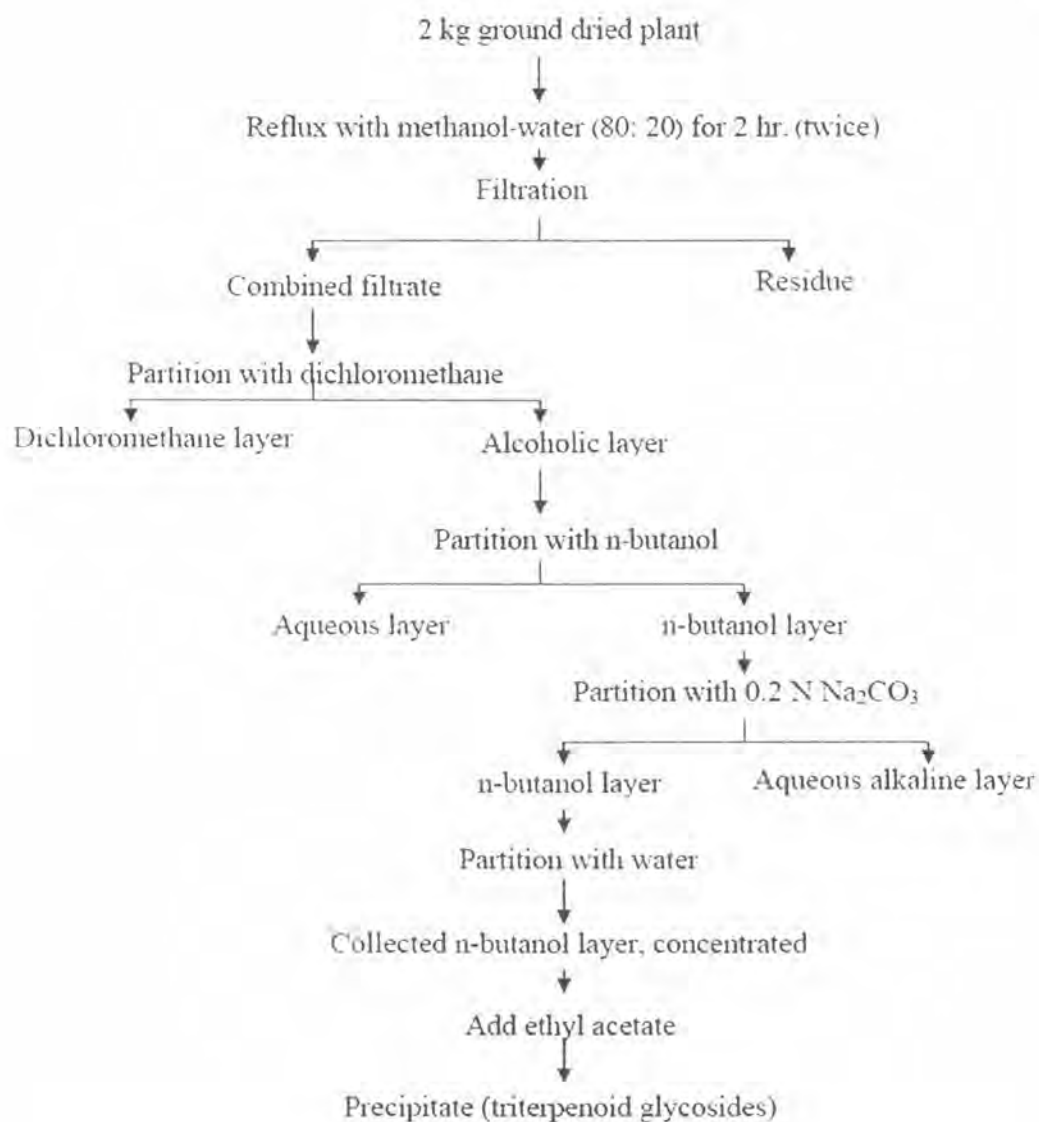 2 kg ground dried plant
Reflux with methanol-water (80: 20) for 2 hr. (twice)
Filtration
Combined filtrate
Residue
Partition with dichloromethane
Dichloromethane layer
Alcoholic layer
Partition with n-butanol
Aqueous layer
n-butanol layer
Partition with 0.2 N Na₂CO₃
n-butanol layer
Aqueous alkaline layer
Partition with water
Collected n-butanol layer, concentrated
Add ethyl acetate
Precipitate (triterpenoid glycosides)